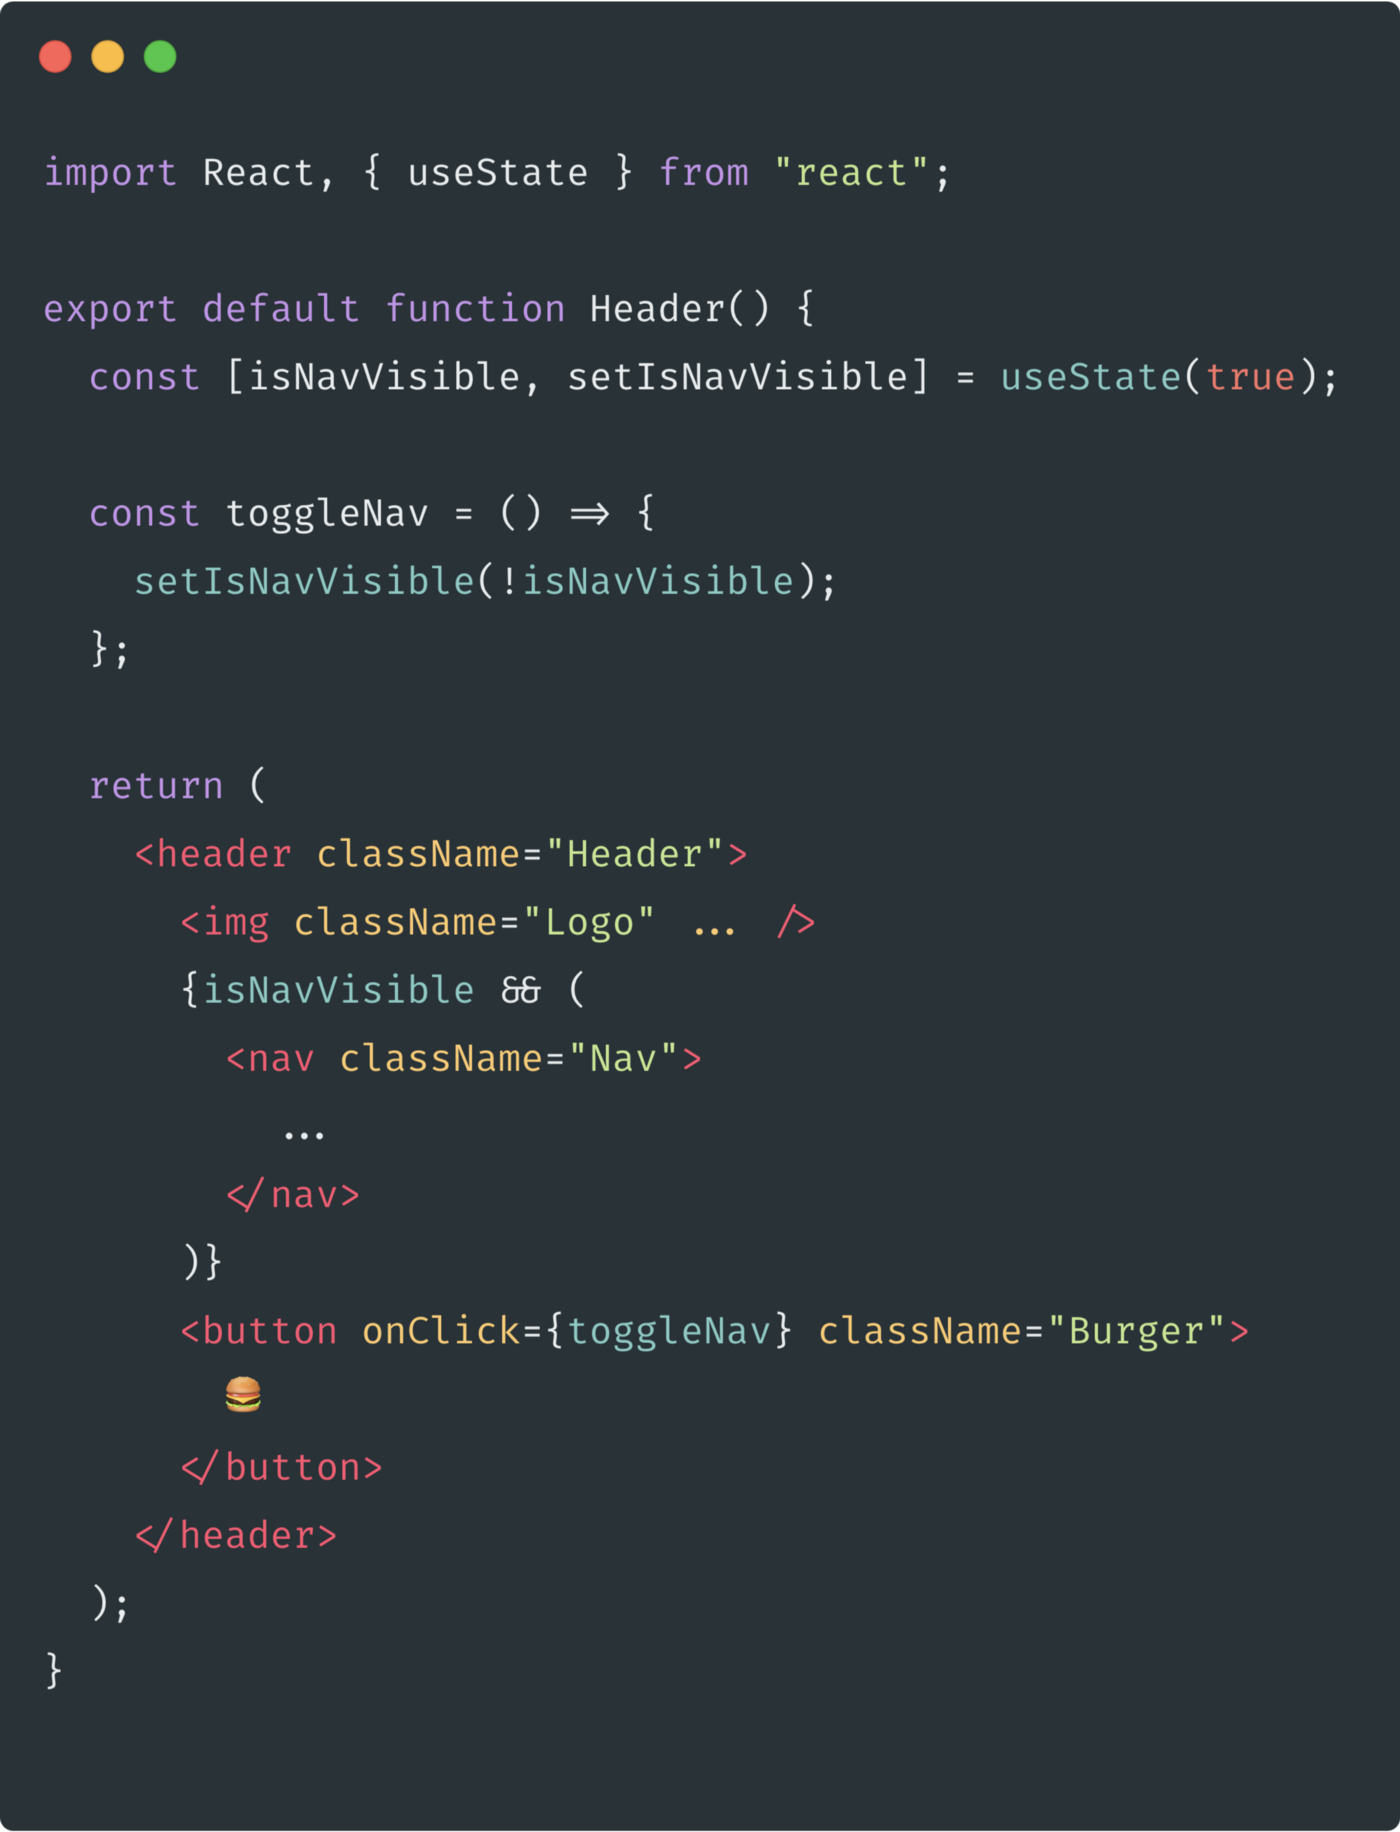 import React, { useState } from "react";
export default function Header() {
  const [isNavVisible, setIsNavVisible] = useState(true);
  const toggleNav = () => {
    setIsNavVisible(!isNavVisible);
  };
  return (
    <header className="Header">
      <img className="Logo" ... />
      {isNavVisible && (
        <nav className="Nav">
          ...
        </nav>
      )}
      <button onClick={toggleNav} className="Burger">
        🍔
      </button>
    </header>
  );
}